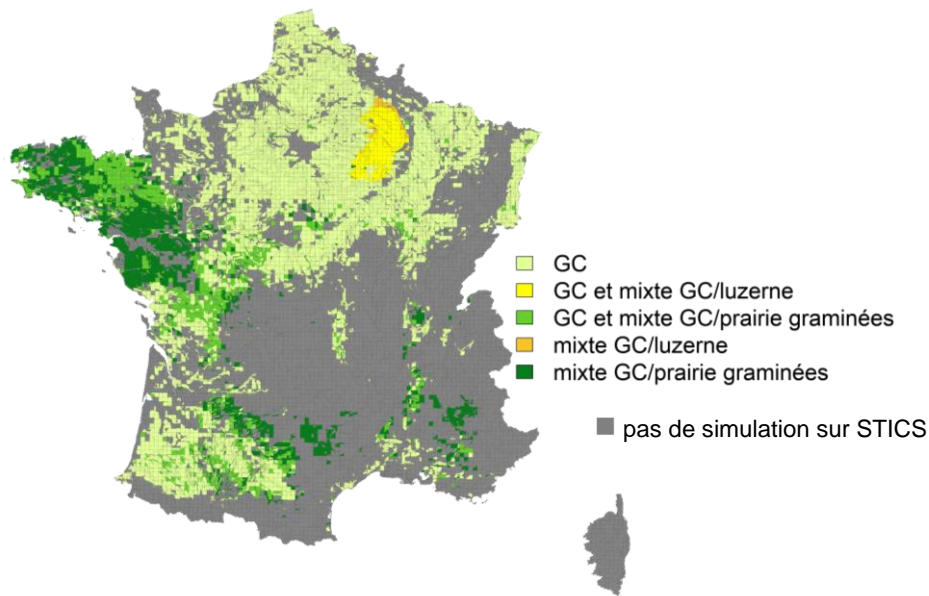 GC
GC et mixte GC/luzerne
GC et mixte GC/prairie graminées
mixte GC/luzerne
mixte GC/prairie graminées
pas de simulation sur STICS